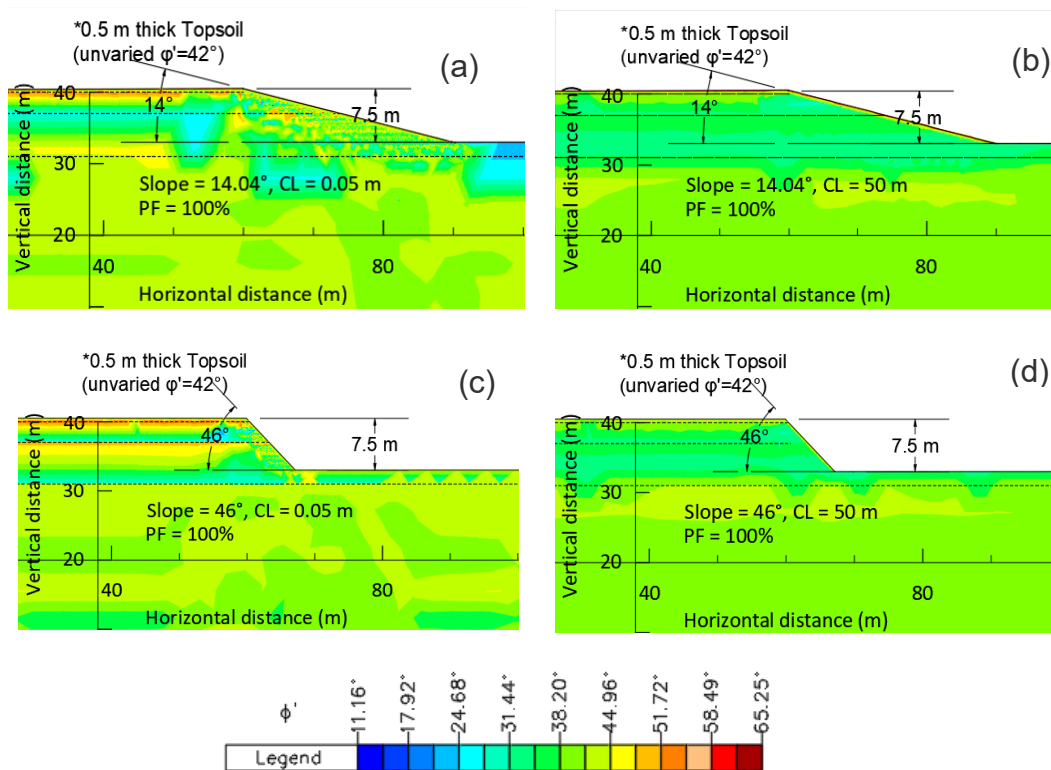 *0.5 m thick Topsoil
(unvaried φ'=42°)
(a)
40
14°
7.5 m
30
Slope = 14.04°, CL = 0.05 m
PF = 100%
20
40
80
Vertical distance (m)
Horizontal distance (m)
*0.5 m thick Topsoil
(unvaried φ'=42°)
(b)
40
14°
7.5 m
30
Slope = 14.04°, CL = 50 m
PF = 100%
20
40
80
Vertical distance (m)
Horizontal distance (m)
*0.5 m thick Topsoil
(unvaried φ'=42°)
(c)
40
46°
7.5 m
30
Slope = 46°, CL = 0.05 m
PF = 100%
20
40
80
Vertical distance (m)
Horizontal distance (m)
*0.5 m thick Topsoil
(unvaried φ'=42°)
(d)
40
46°
7.5 m
30
Slope = 46°, CL = 50 m
PF = 100%
20
40
80
Vertical distance (m)
Horizontal distance (m)
ϕ'
11.16°
17.92°
24.68°
31.44°
38.20°
44.96°
51.72°
58.49°
65.25°
Legend